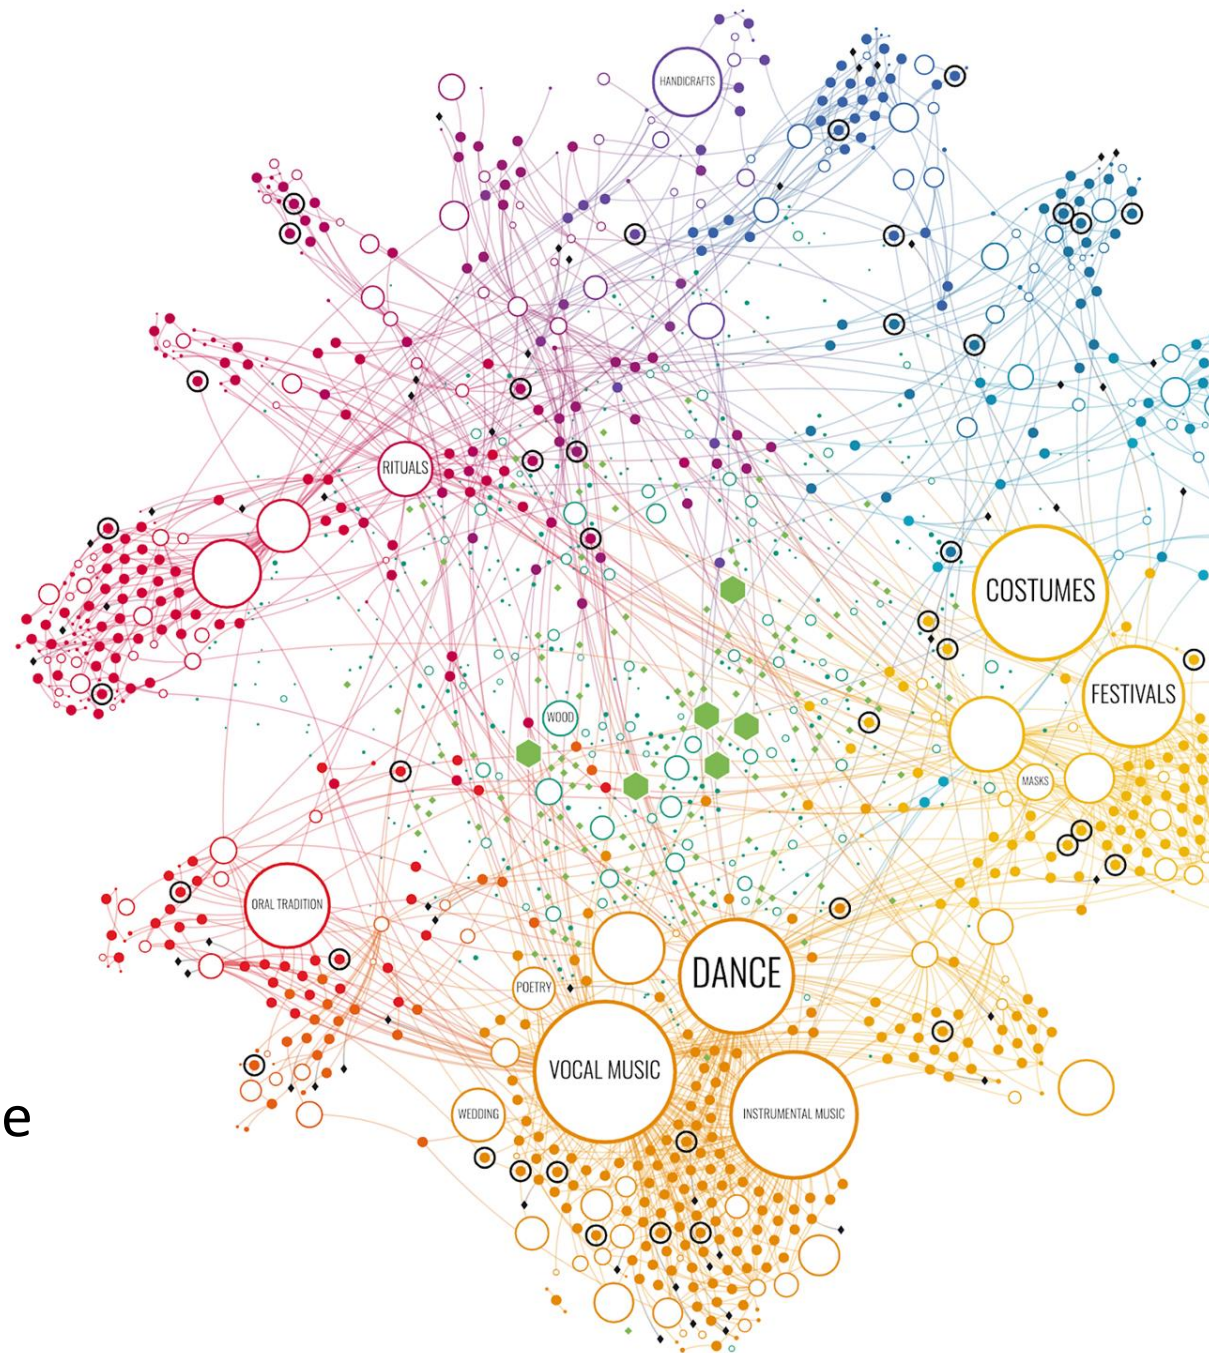 HANDICRAFTS
RITUALS
COSTUMES
FESTIVALS
WOOD
MASKS
ORAL TRADITION
DANCE
POETRY
VOCAL MUSIC
e
WEDDING
INSTRUMENTAL MUSIC